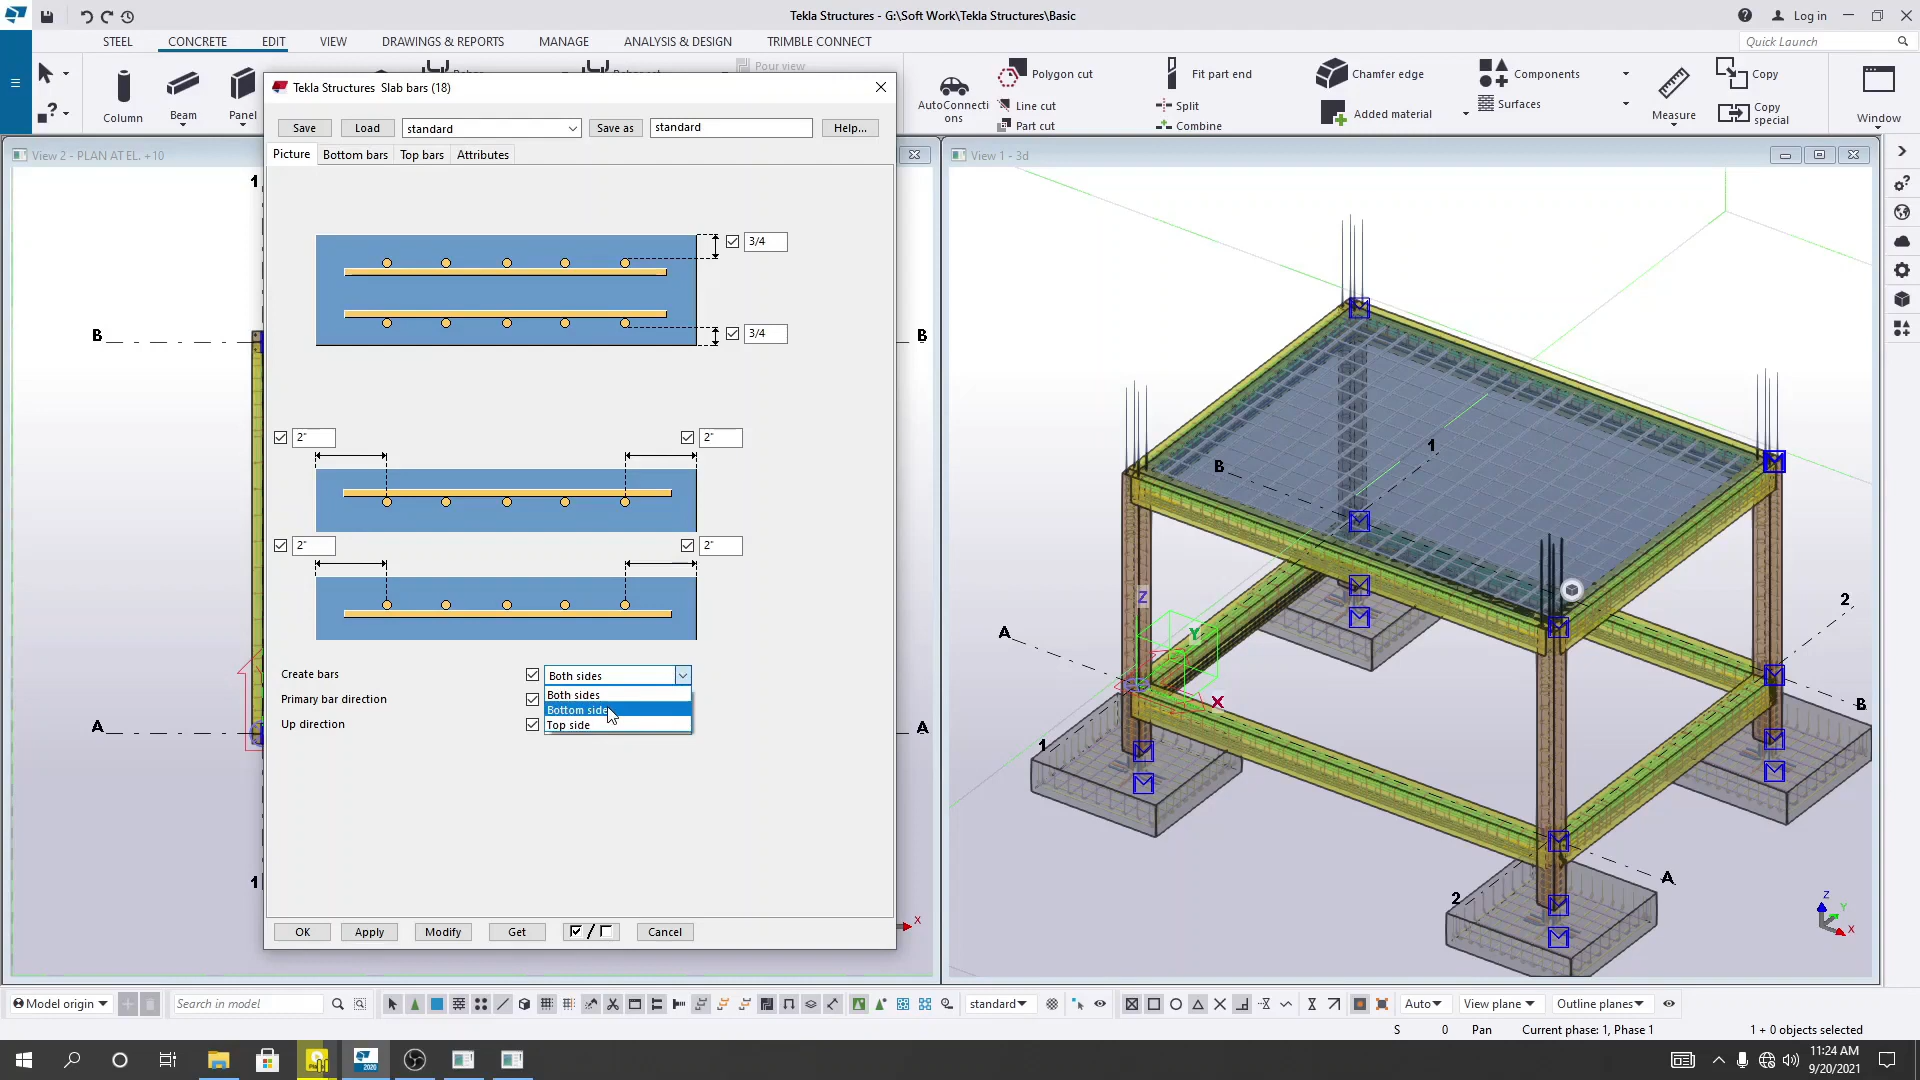 Tekla Structures - G:\Soft Work\Tekla Structures\Basic
Log in
STEEL CONCRETE EDIT VIEW DRAWINGS & REPORTS MANAGE ANALYSIS & DESIGN TRIMBLE CONNECT
Quick Launch
Column
Beam
Panel
Pour view
AutoConnecti
ons
Polygon cut
Line cut
Part cut
Fit part end
Split
Combine
Chamfer edge
Added material
Components
Surfaces
Measure
Copy
Copy
special
Window
Tekla Structures Slab bars (18)
Save
Load
standard
Save as
standard
Help...
Picture
Bottom bars
Top bars
Attributes
3/4
3/4
2"
2"
2"
2"
Create bars
Both sides
Both sides
Bottom side
Top side
Primary bar direction
Up direction
OK
Apply
Modify
Get
/
Cancel
View 2 - PLAN AT EL. +10
1
B
B
A
A
1
X
View 1 - 3d
1
B
A
Z
Y
X
2
B
1
A
2
Z
Y
X
Model origin
Search in model
standard
Auto
View plane
Outline planes
S
0
Pan
Current phase: 1, Phase 1
1 + 0 objects selected
2020
11:24 AM
9/20/2021